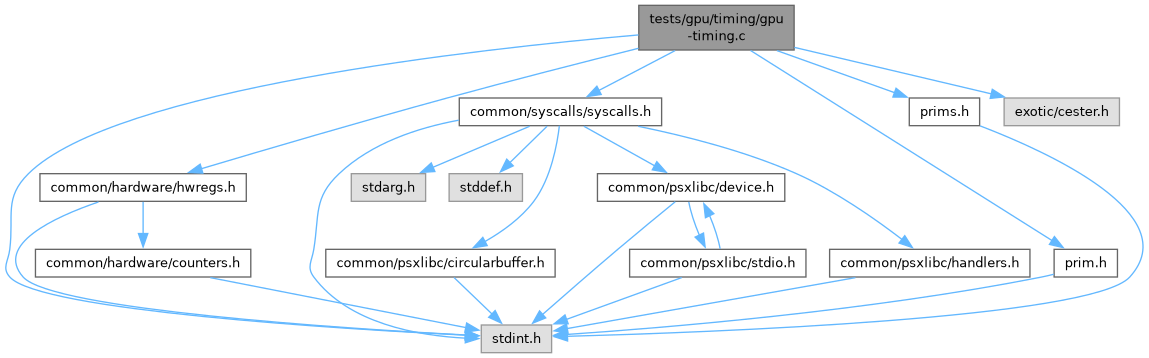 tests/gpu/timing/gpu
-timing.c
common/syscalls/syscalls.h
prims.h
exotic/cester.h
common/hardware/hwregs.h
stdarg.h
stddef.h
common/psxlibc/device.h
common/hardware/counters.h
common/psxlibc/circularbuffer.h
common/psxlibc/stdio.h
common/psxlibc/handlers.h
prim.h
stdint.h